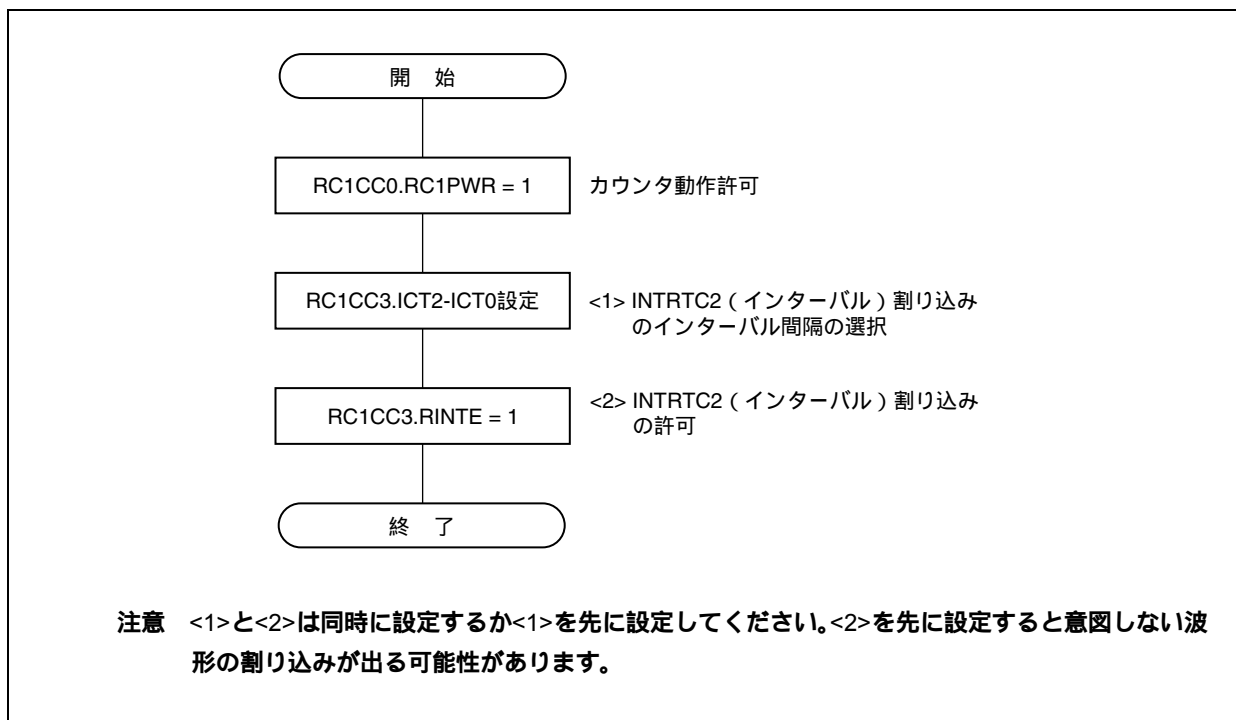 開　始
RC1CC0.RC1PWR = 1
カウンタ動作許可
RC1CC3.ICT2-ICT0設定
<1> INTRTC2（インターバル）割り込み
のインターバル間隔の選択
RC1CC3.RINTE = 1
<2> INTRTC2（インターバル）割り込み
の許可
終　了
注意　<1>と<2>は同時に設定するか<1>を先に設定してください。<2>を先に設定すると意図しない波
形の割り込みが出る可能性があります。